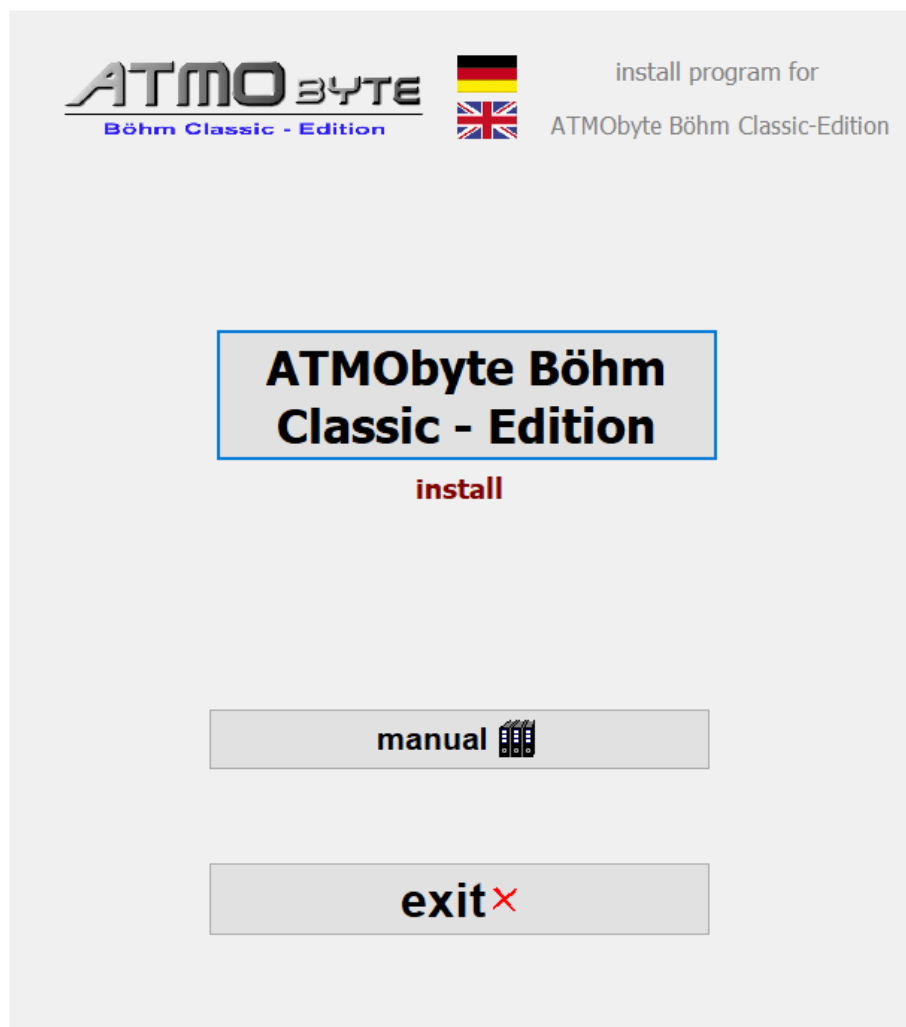 ATMO BYTE
Böhm Classic - Edition
install program for
ATMObyte Böhm Classic-Edition
ATMObyte Böhm
Classic - Edition
install
manual
exit